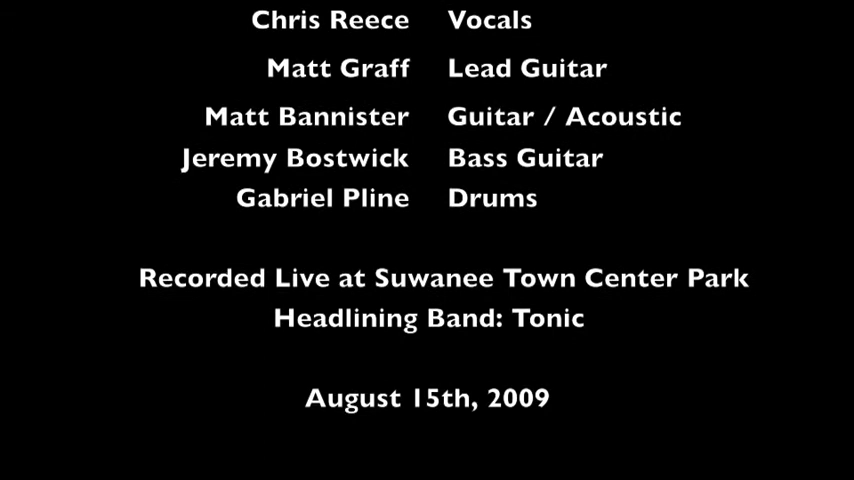 Chris Reece Vocals
Matt Graff Lead Guitar
Matt Bannister Guitar / Acoustic
Jeremy Bostwick Bass Guitar
Gabriel Pline Drums
Recorded Live at Suwanee Town Center Park
Headlining Band: Tonic
August 15th, 2009